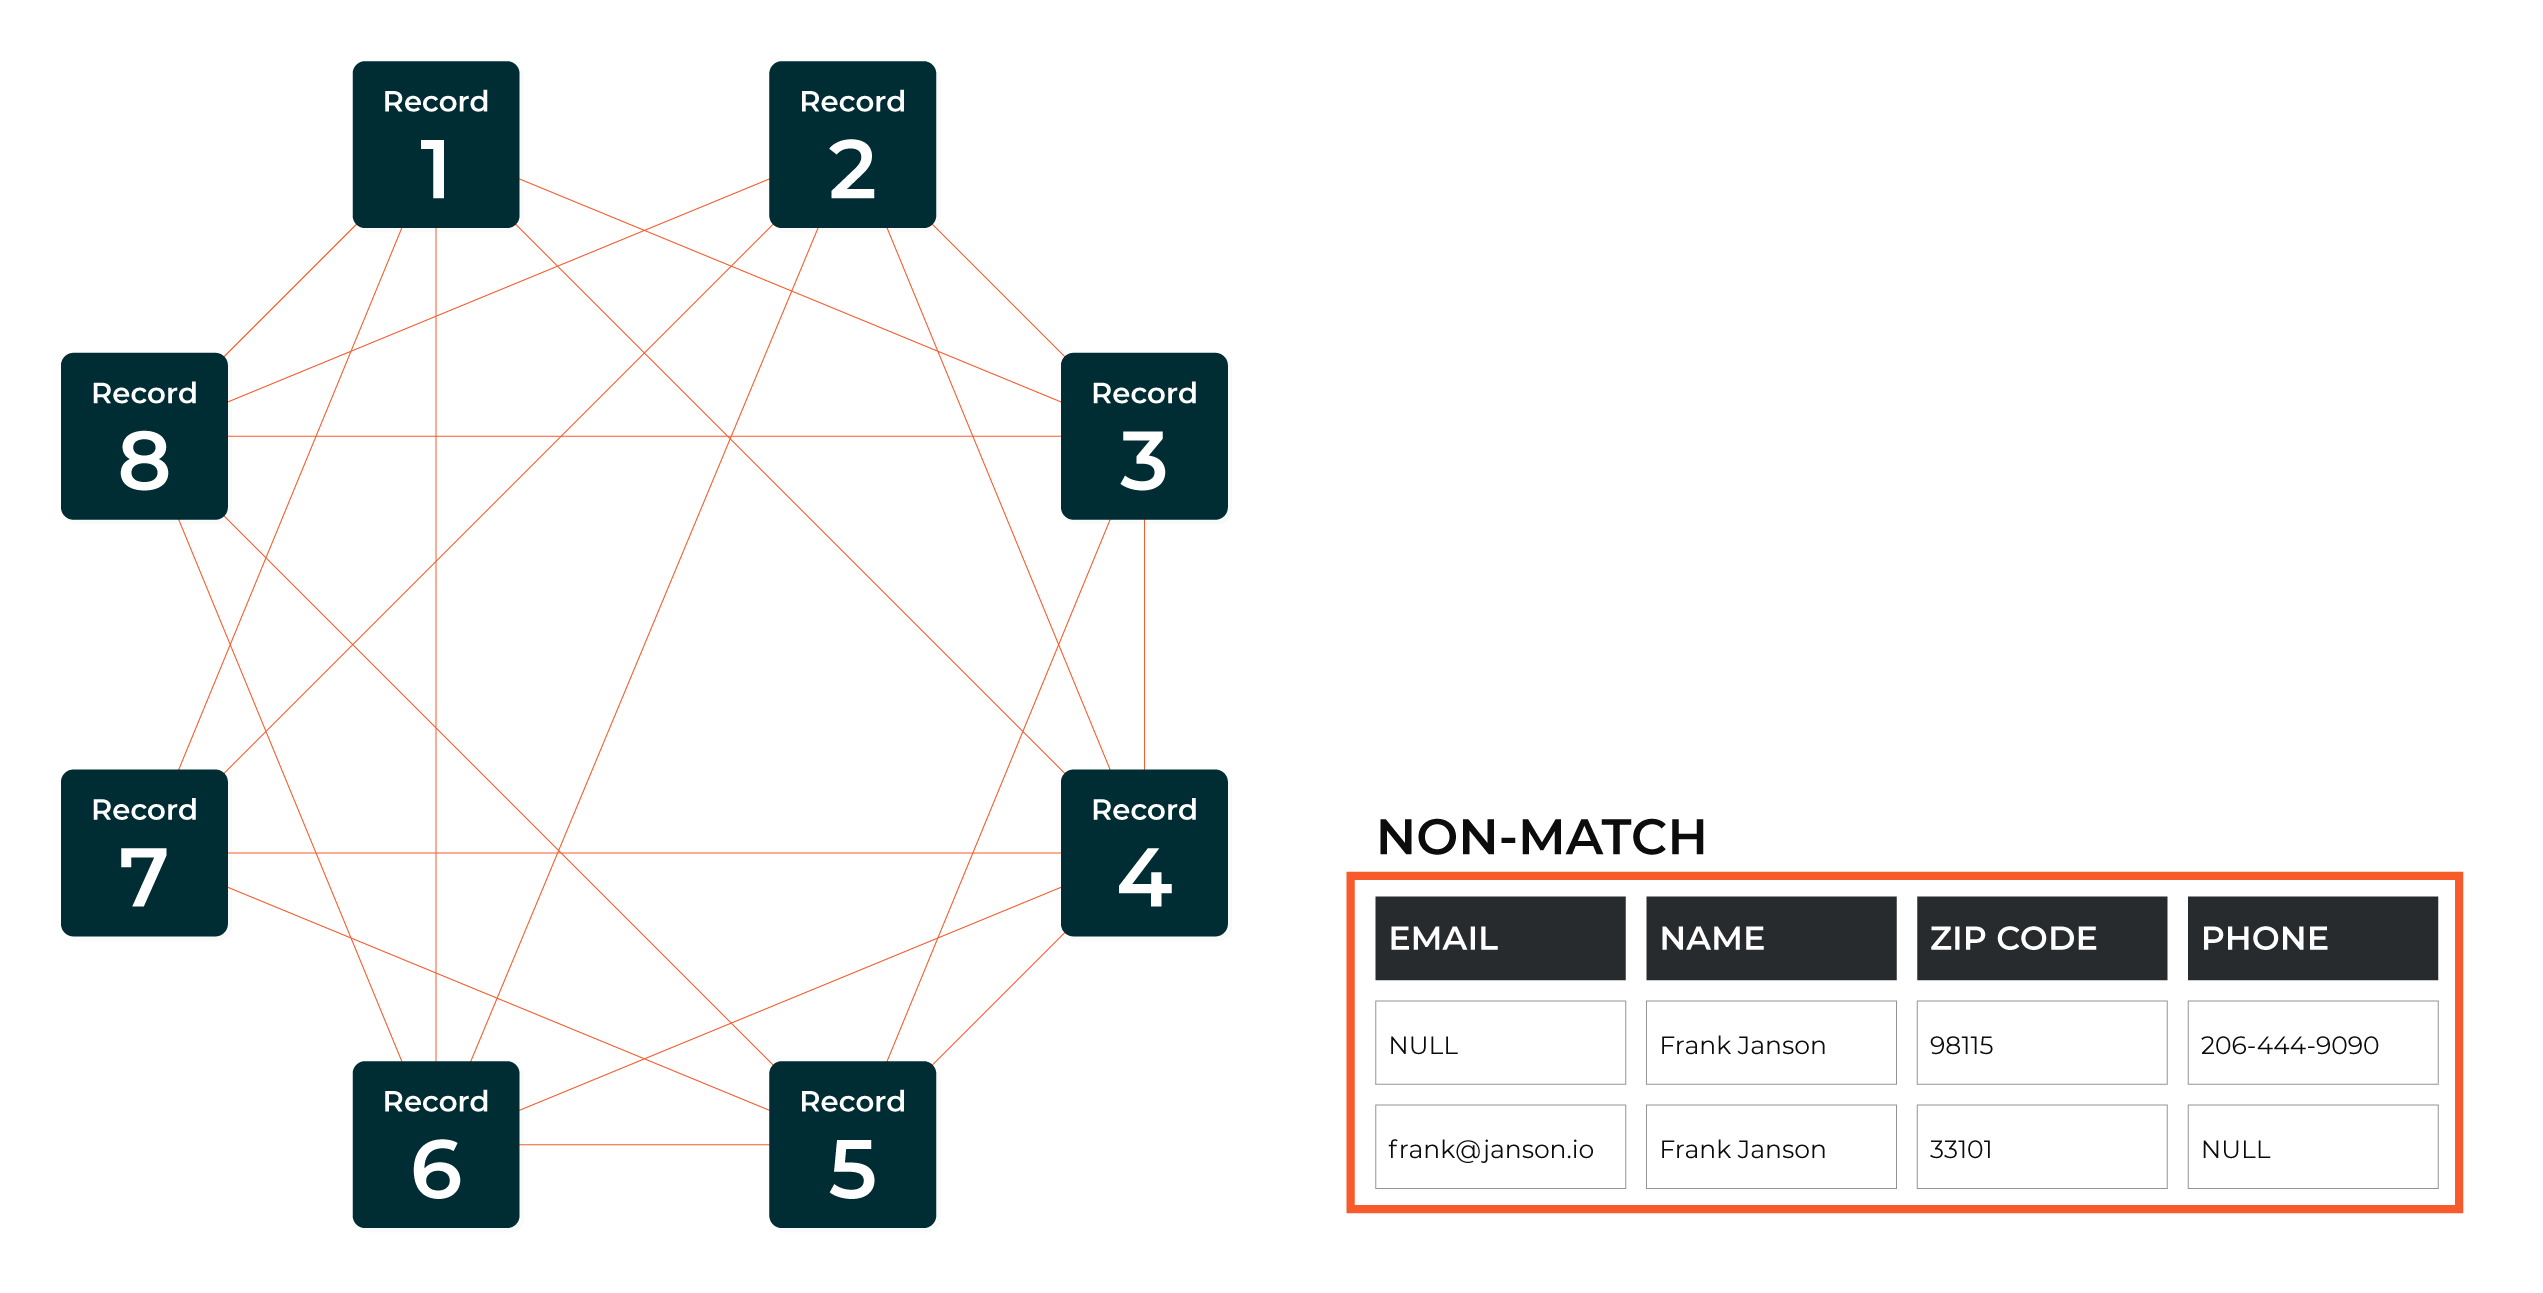 Record
1
Record
2
Record
8
Record
3
Record
7
Record
4
Record
6
Record
5
NON-MATCH
EMAIL NAME ZIP CODE PHONE
NULL Frank Janson 98115 206-444-9090
frank@janson.io Frank Janson 33101 NULL